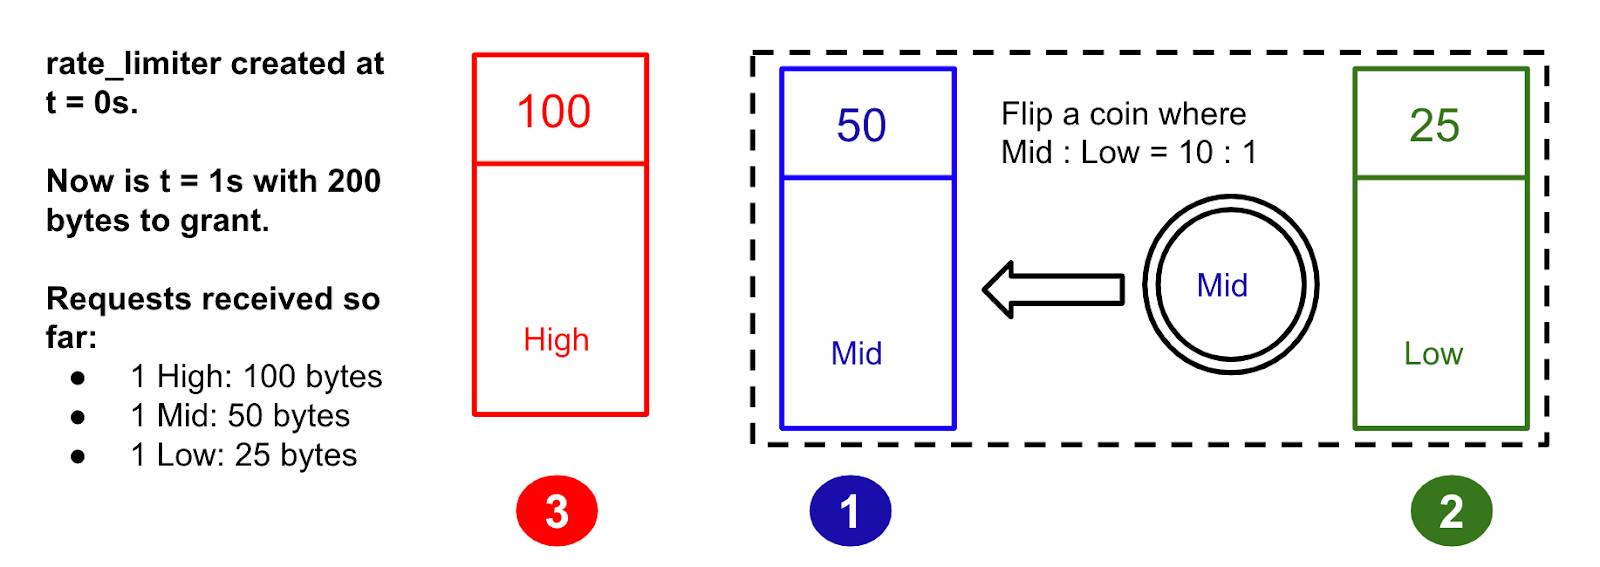 rate_limiter created at
t = 0s.
Now is t = 1s with 200
bytes to grant.
Requests received so
far:
● 1 High: 100 bytes
● 1 Mid: 50 bytes
● 1 Low: 25 bytes
100
High
3
50
Mid
1
Flip a coin where
Mid : Low = 10 : 1
Mid
25
Low
2